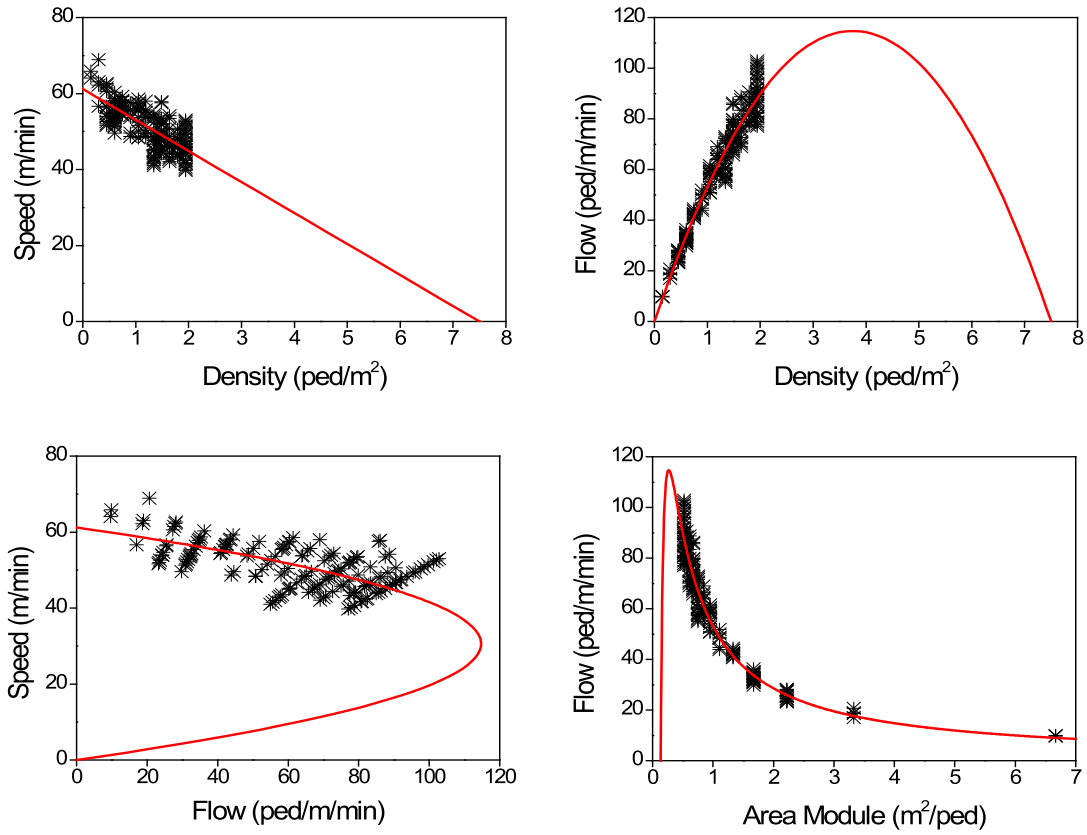 80
60
40
20
0
Speed (m/min)
0 1 2 3 4 5 6 7 8
Density (ped/m²)
120
100
80
60
40
20
0
Flow (ped/m/min)
0 1 2 3 4 5 6 7 8
Density (ped/m²)
80
60
40
20
0
Speed (m/min)
0 20 40 60 80 100 120
Flow (ped/m/min)
120
100
80
60
40
20
0
Flow (ped/m/min)
0 1 2 3 4 5 6 7
Area Module (m²/ped)